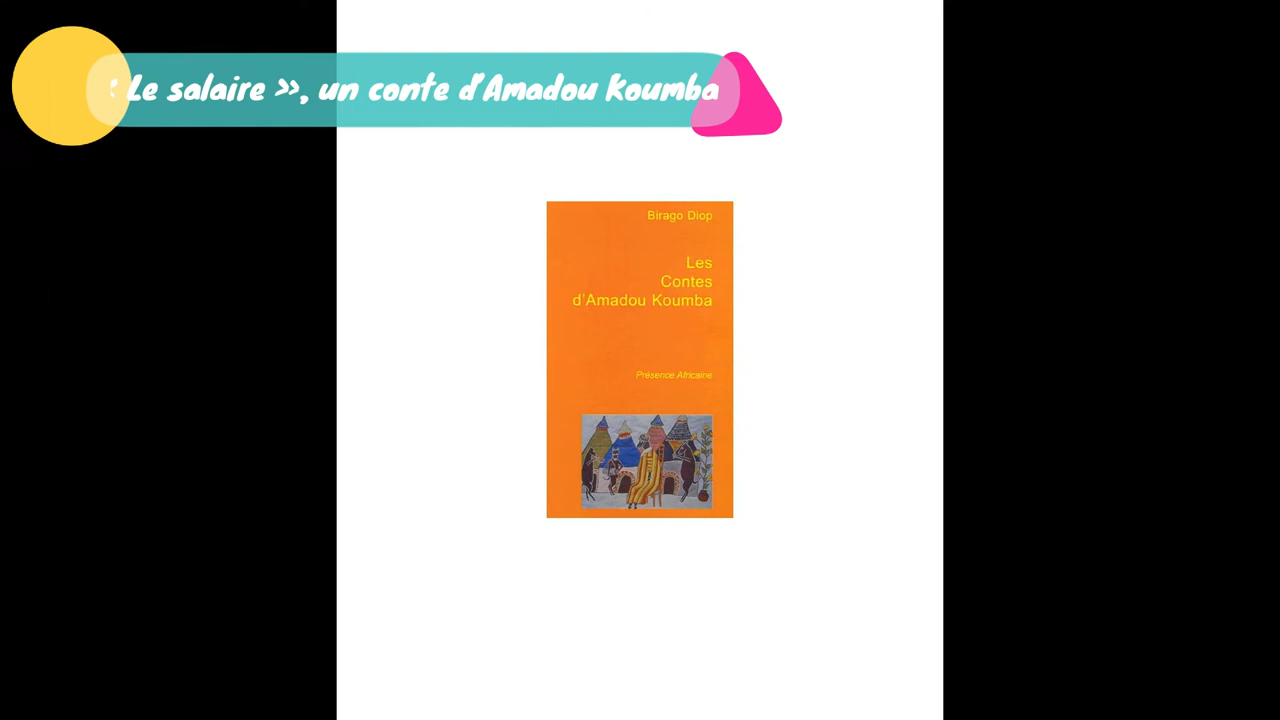 Le salaire », un conte d'Amadou Koumba
Birago Diop
Les
Contes
d'Amadou Koumba
Présence Africaine